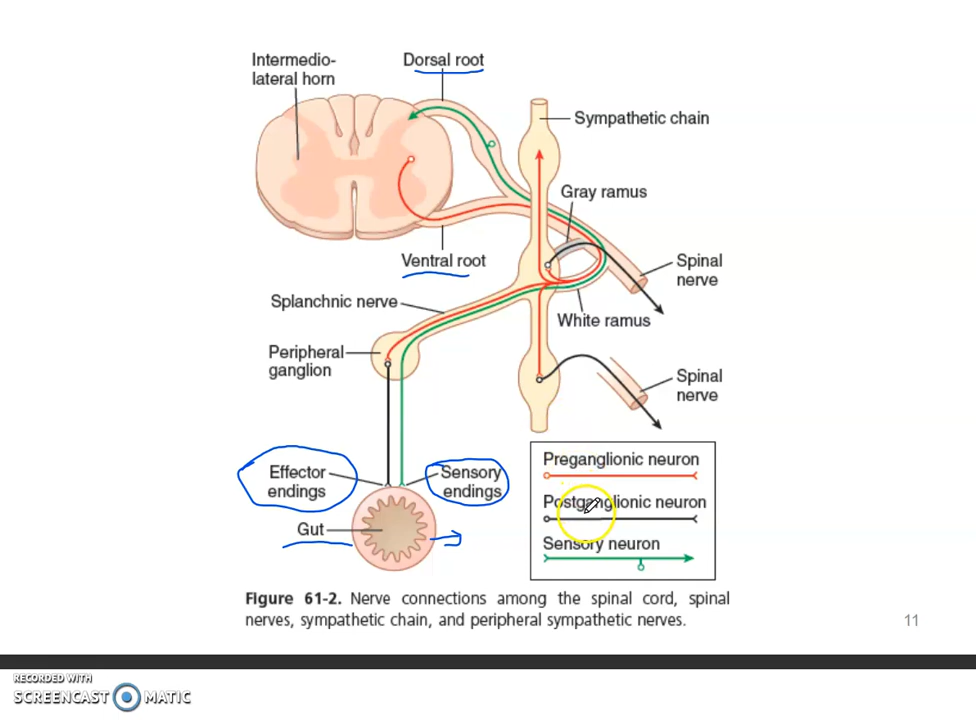 Intermedio-
lateral horn
Dorsal root
Sympathetic chain
Gray ramus
Ventral root
Spinal
nerve
Splanchnic nerve
White ramus
Peripheral
ganglion
Spinal
nerve
Effector
endings
Sensory
endings
Gut
Preganglionic neuron
Postganglionic neuron
Sensory neuron
Figure 61-2. Nerve connections among the spinal cord, spinal
nerves, sympathetic chain, and peripheral sympathetic nerves.
11
RECORDED WITH
SCREENCAST MATIC